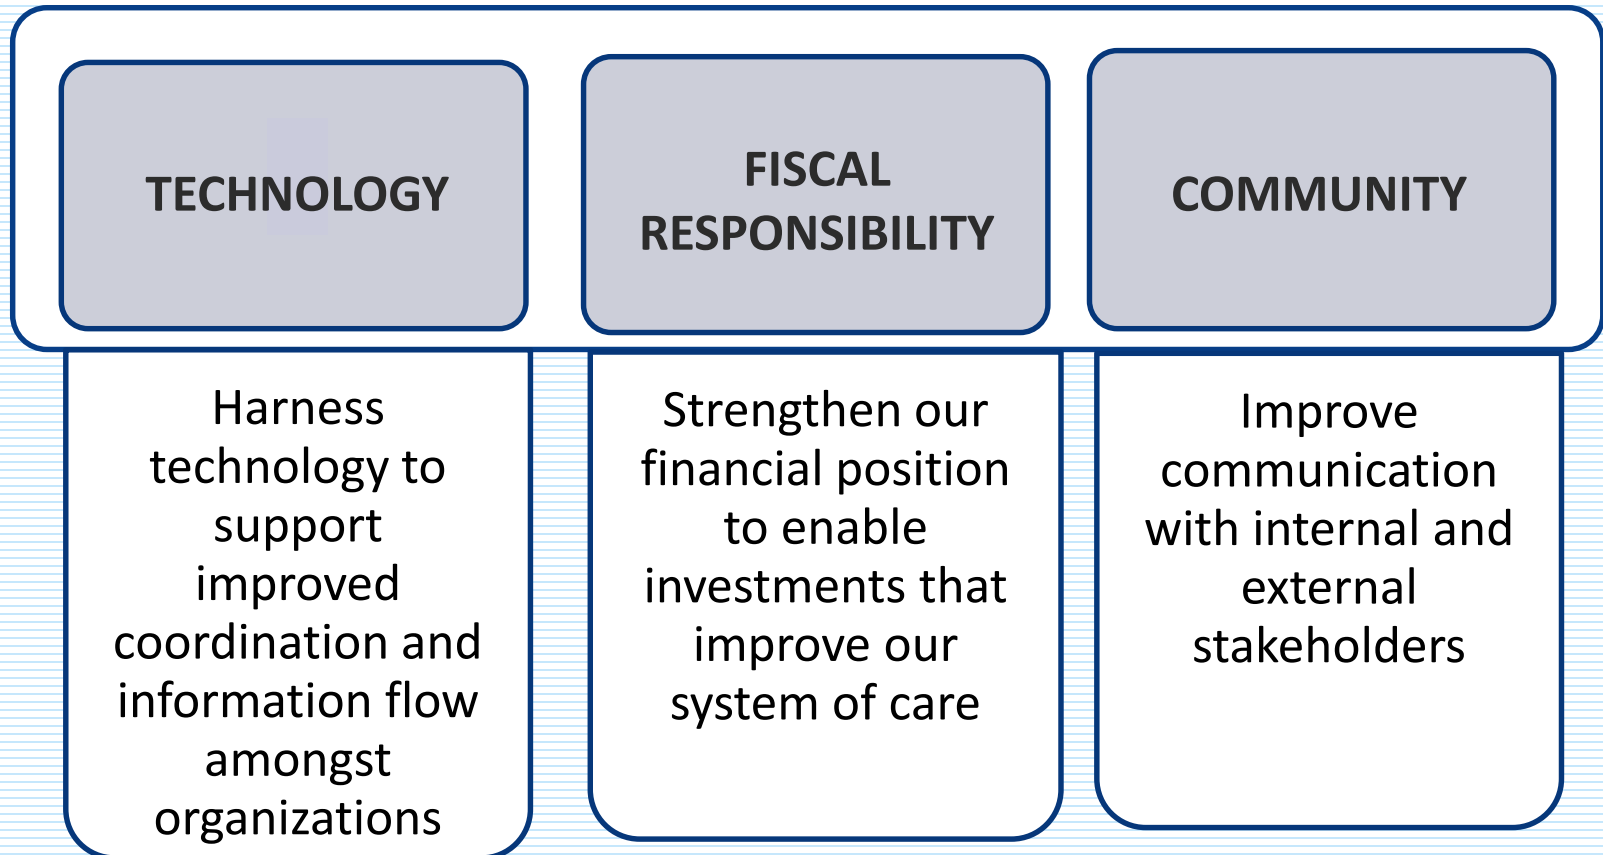 TECHNOLOGY
Harness
technology to
support
improved
coordination and
information flow
amongst
organizations
FISCAL
RESPONSIBILITY
Strengthen our
financial position
to enable
investments that
improve our
system of care
COMMUNITY
Improve
communication
with internal and
external
stakeholders